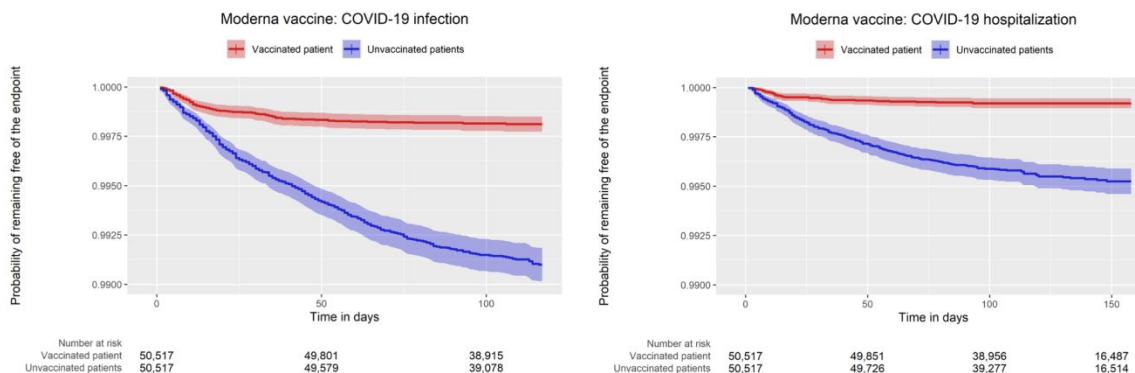 Moderna vaccine: COVID-19 infection
Vaccinated patient Unvaccinated patients
Probability of remaining free of the endpoint
1.0000
0.9975
0.9950
0.9925
0.9900
0 50 100
Time in days
Number at risk
Vaccinated patient 50,517 49,801 38,915
Unvaccinated patients 50,517 49,579 39,078
Moderna vaccine: COVID-19 hospitalization
Vaccinated patient Unvaccinated patients
Probability of remaining free of the endpoint
1.0000
0.9975
0.9950
0.9925
0.9900
0 50 100 150
Time in days
Number at risk
Vaccinated patient 50,517 49,851 38,956 16,487
Unvaccinated patients 50,517 49,726 39,277 16,514